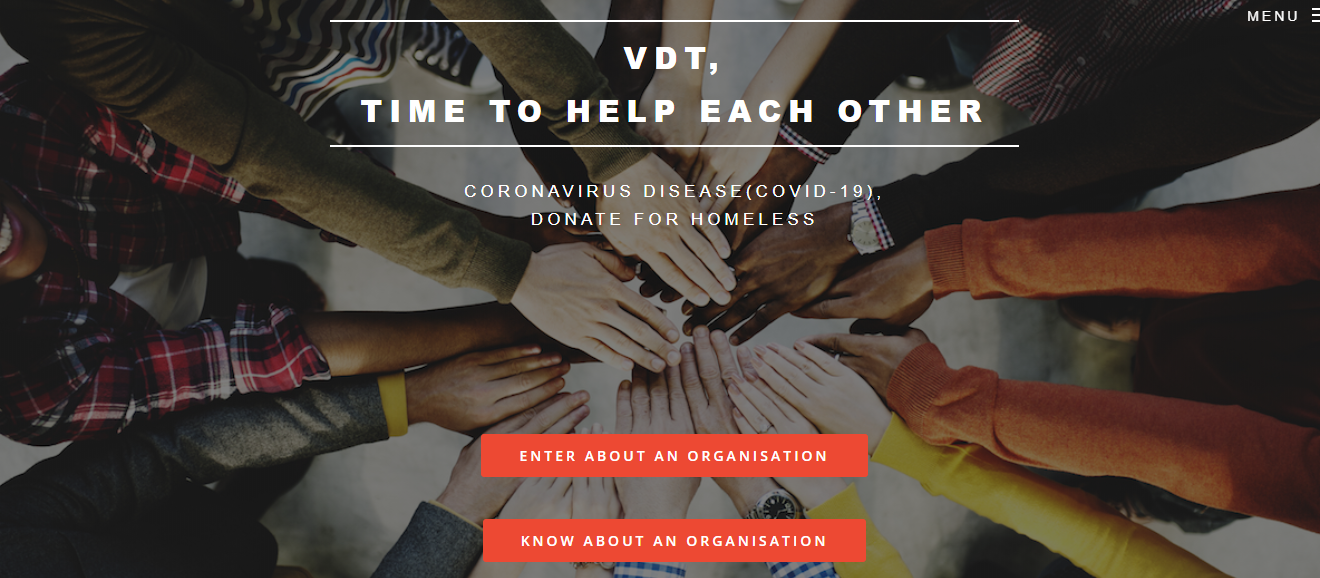 MENU
VDT,
TIME TO HELP EACH OTHER
CORONAVIRUS DISEASE(COVID-19),
DONATE FOR HOMELESS
ENTER ABOUT AN ORGANISATION
KNOW ABOUT AN ORGANISATION